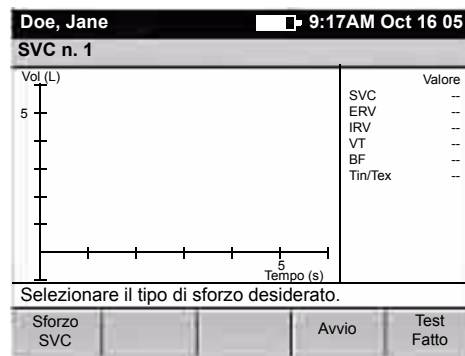 Doe, Jane 9:17AM Oct 16 05
SVC n. 1
Vol (L)
5
5
Tempo (s)
Valore
SVC --
ERV --
IRV --
VT --
BF --
Tin/Tex --
Selezionare il tipo di sforzo desiderato.
Sforzo SVC
Avvio
Test Fatto